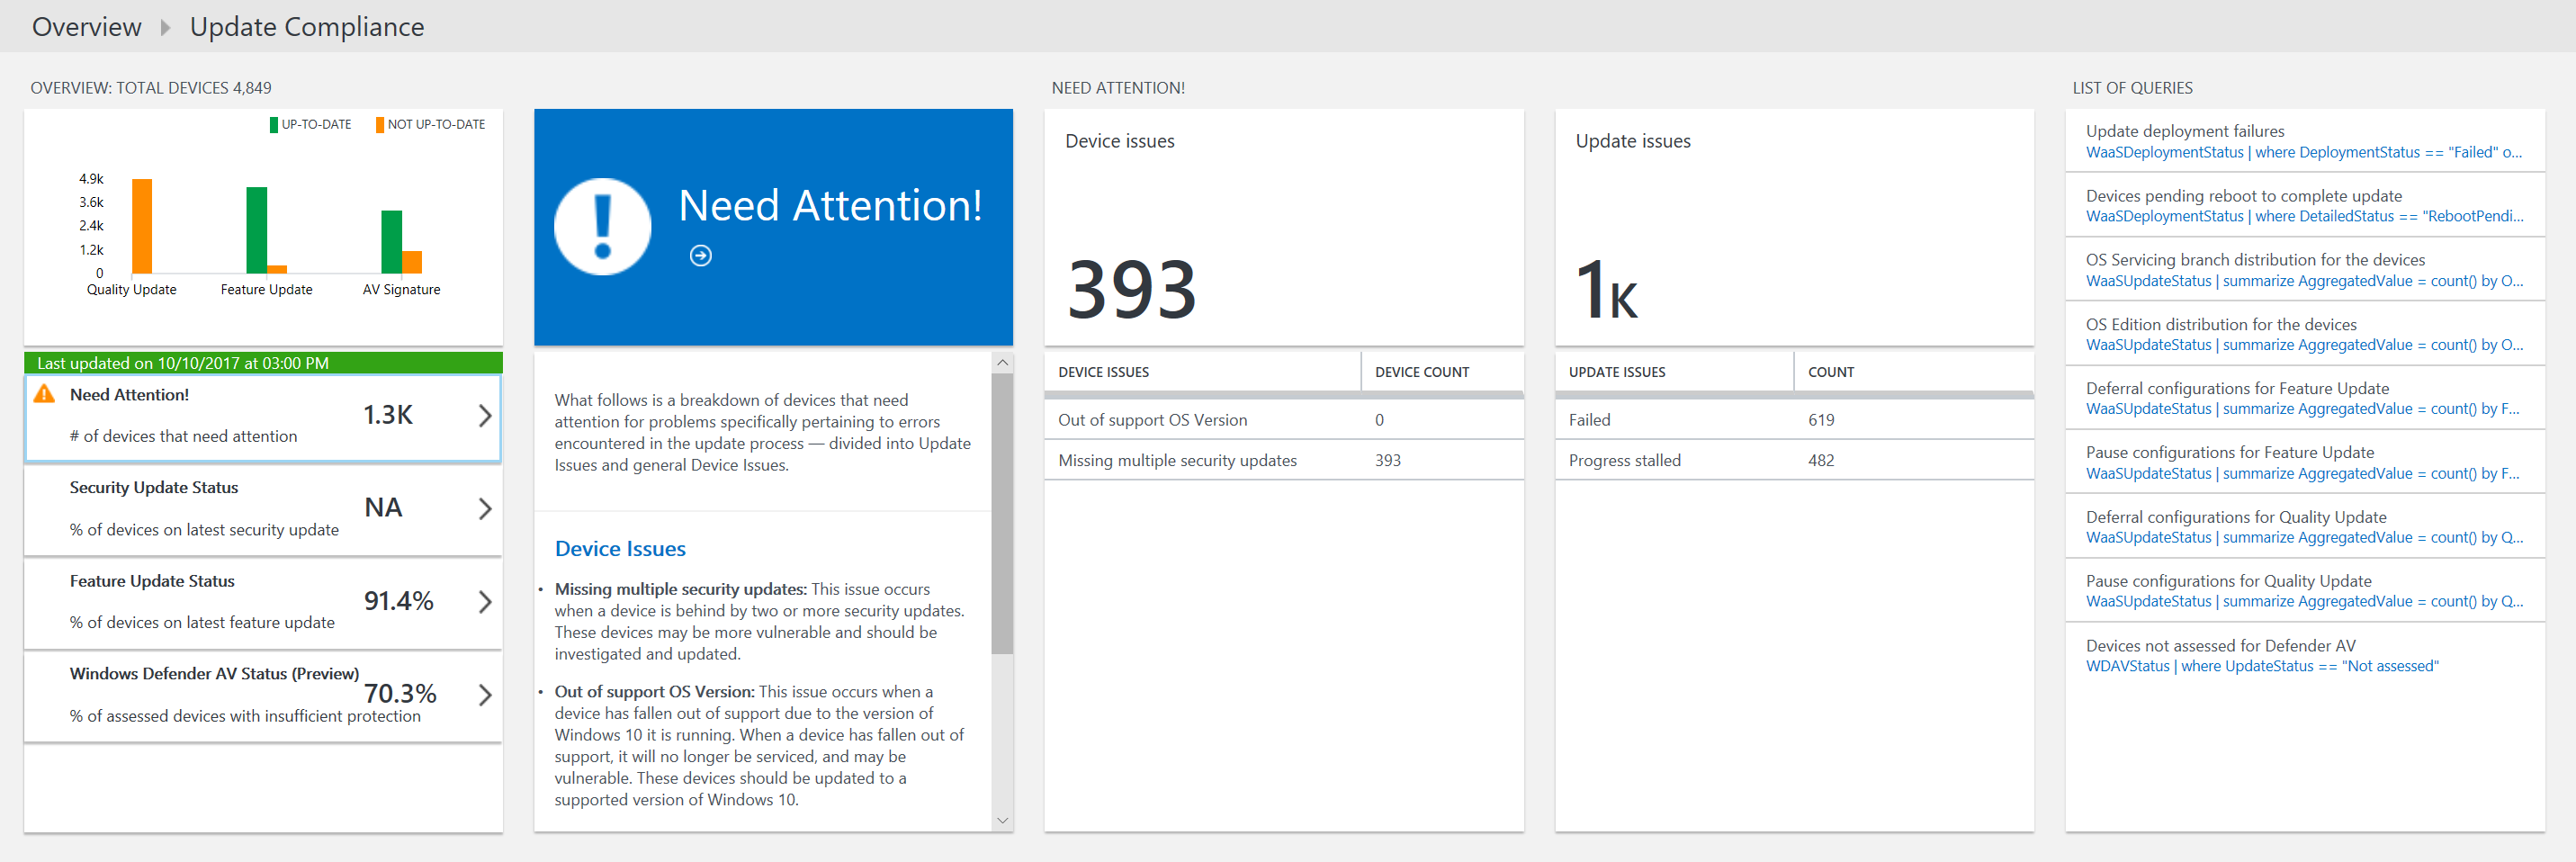 Overview Update Compliance
OVERVIEW: TOTAL DEVICES 4,849
UP-TO-DATE NOT UP-TO-DATE
4.9k
3.6k
2.4k
1.2k
0
Quality Update Feature Update AV Signature
Last updated on 10/10/2017 at 03:00 PM
Need Attention!
1.3K
# of devices that need attention
Security Update Status
NA
% of devices on latest security update
Feature Update Status
91.4%
% of devices on latest feature update
Windows Defender AV Status (Preview)
70.3%
% of assessed devices with insufficient protection
Need Attention!
What follows is a breakdown of devices that need
attention for problems specifically pertaining to errors
encountered in the update process — divided into Update
Issues and general Device Issues.
Device Issues
• Missing multiple security updates: This issue occurs
when a device is behind by two or more security updates.
These devices may be more vulnerable and should be
investigated and updated.
• Out of support OS Version: This issue occurs when a
device has fallen out of support due to the version of
Windows 10 it is running. When a device has fallen out of
support, it will no longer be serviced, and may be
vulnerable. These devices should be updated to a
supported version of Windows 10.
NEED ATTENTION!
Device issues
393
DEVICE ISSUES DEVICE COUNT
Out of support OS Version 0
Missing multiple security updates 393
Update issues
1K
UPDATE ISSUES COUNT
Failed 619
Progress stalled 482
LIST OF QUERIES
Update deployment failures
WaaSDeploymentStatus | where DeploymentStatus == "Failed" o...
Devices pending reboot to complete update
WaaSDeploymentStatus | where DetailedStatus == "RebootPendi...
OS Servicing branch distribution for the devices
WaaSUpdateStatus | summarize AggregatedValue = count() by O...
OS Edition distribution for the devices
WaaSUpdateStatus | summarize AggregatedValue = count() by O...
Deferral configurations for Feature Update
WaaSUpdateStatus | summarize AggregatedValue = count() by F...
Pause configurations for Feature Update
WaaSUpdateStatus | summarize AggregatedValue = count() by F...
Deferral configurations for Quality Update
WaaSUpdateStatus | summarize AggregatedValue = count() by Q...
Pause configurations for Quality Update
WaaSUpdateStatus | summarize AggregatedValue = count() by Q...
Devices not assessed for Defender AV
WDAVStatus | where UpdateStatus == "Not assessed"